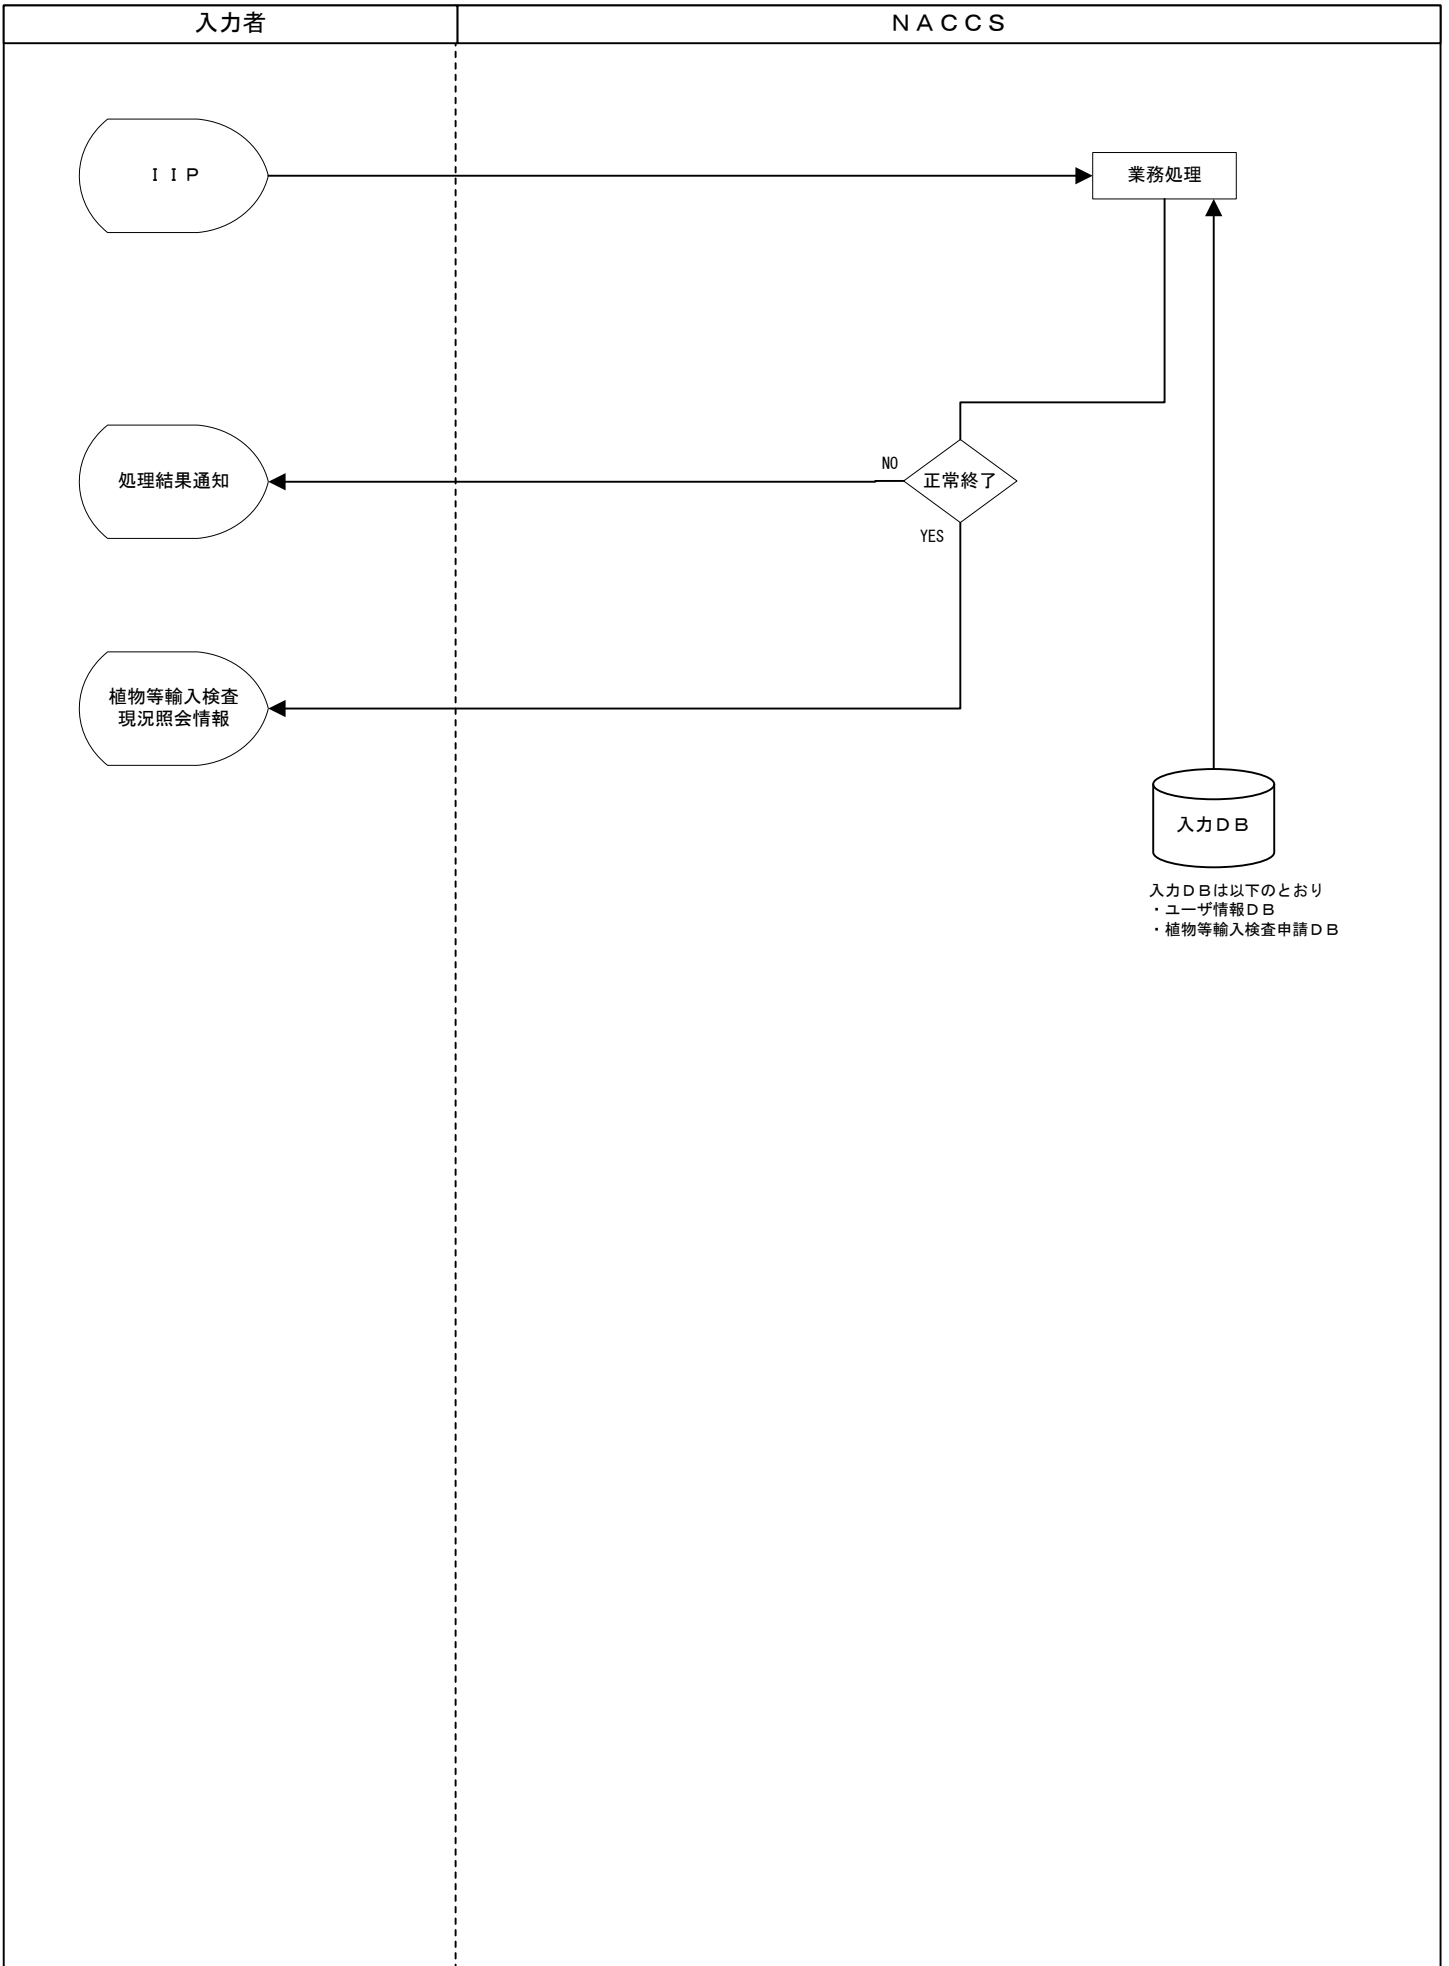 入力者
ＮＡＣＣＳ
ＩＩＰ
業務処理
NO
処理結果通知
正常終了
YES
植物等輸入検査
現況照会情報
入力ＤＢ
入力ＤＢは以下のとおり
・ユーザ情報ＤＢ
・植物等輸入検査申請ＤＢ